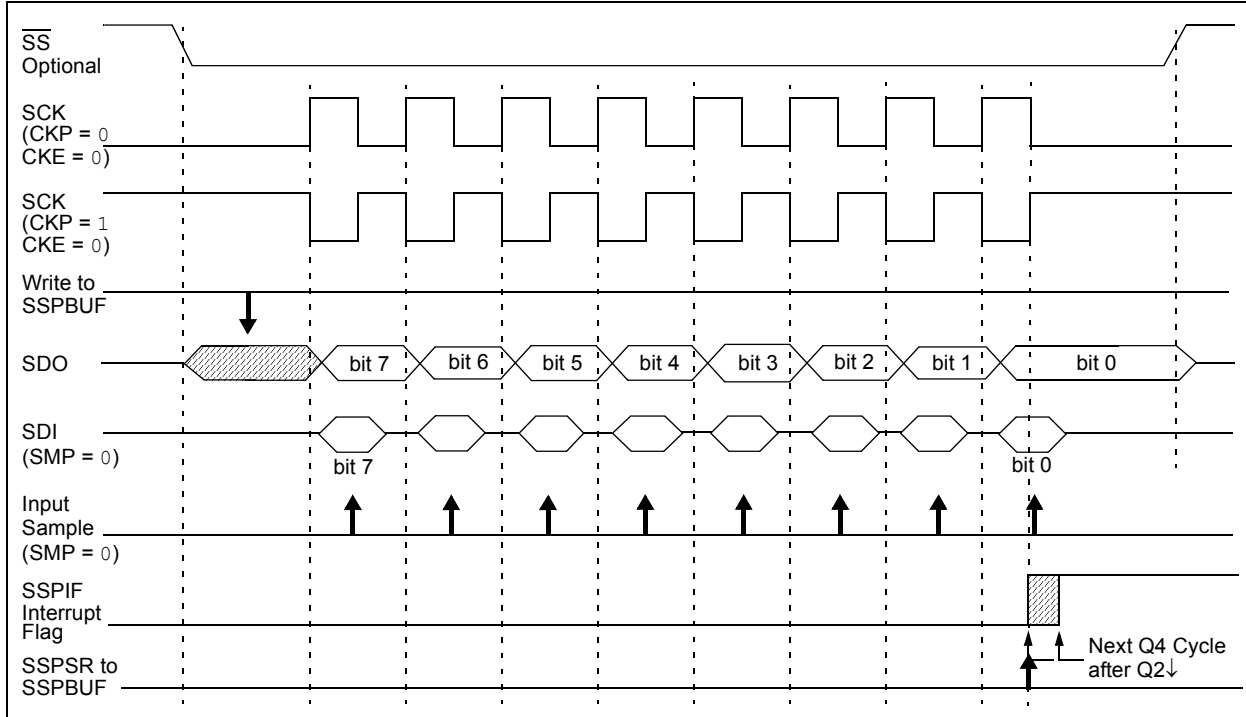 SS
Optional
SCK
(CKP = 0
CKE = 0)
SCK
(CKP = 1
CKE = 0)
Write to
SSPBUF
SDO
bit 7
bit 6
bit 5
bit 4
bit 3
bit 2
bit 1
bit 0
SDI
(SMP = 0)
bit 7
bit 0
Input
Sample
(SMP = 0)
SSPIF
Interrupt
Flag
Next Q4 Cycle
after Q2↓
SSPSR to
SSPBUF